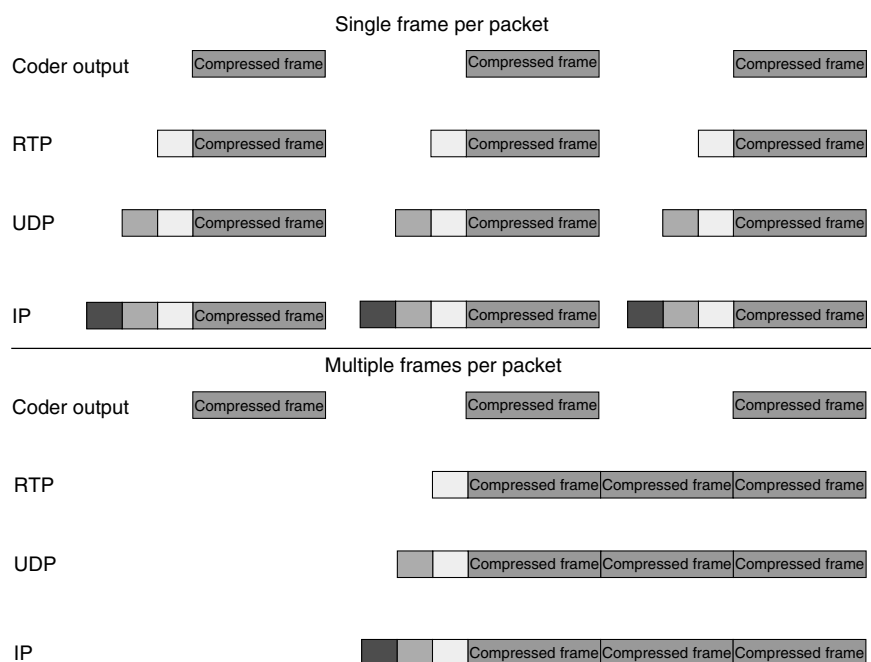 Single frame per packet
Coder output Compressed frame Compressed frame Compressed frame
RTP Compressed frame Compressed frame Compressed frame
UDP Compressed frame Compressed frame Compressed frame
IP Compressed frame Compressed frame Compressed frame
Multiple frames per packet
Coder output Compressed frame Compressed frame Compressed frame
RTP Compressed frame Compressed frame Compressed frame
UDP Compressed frame Compressed frame Compressed frame
IP Compressed frame Compressed frame Compressed frame